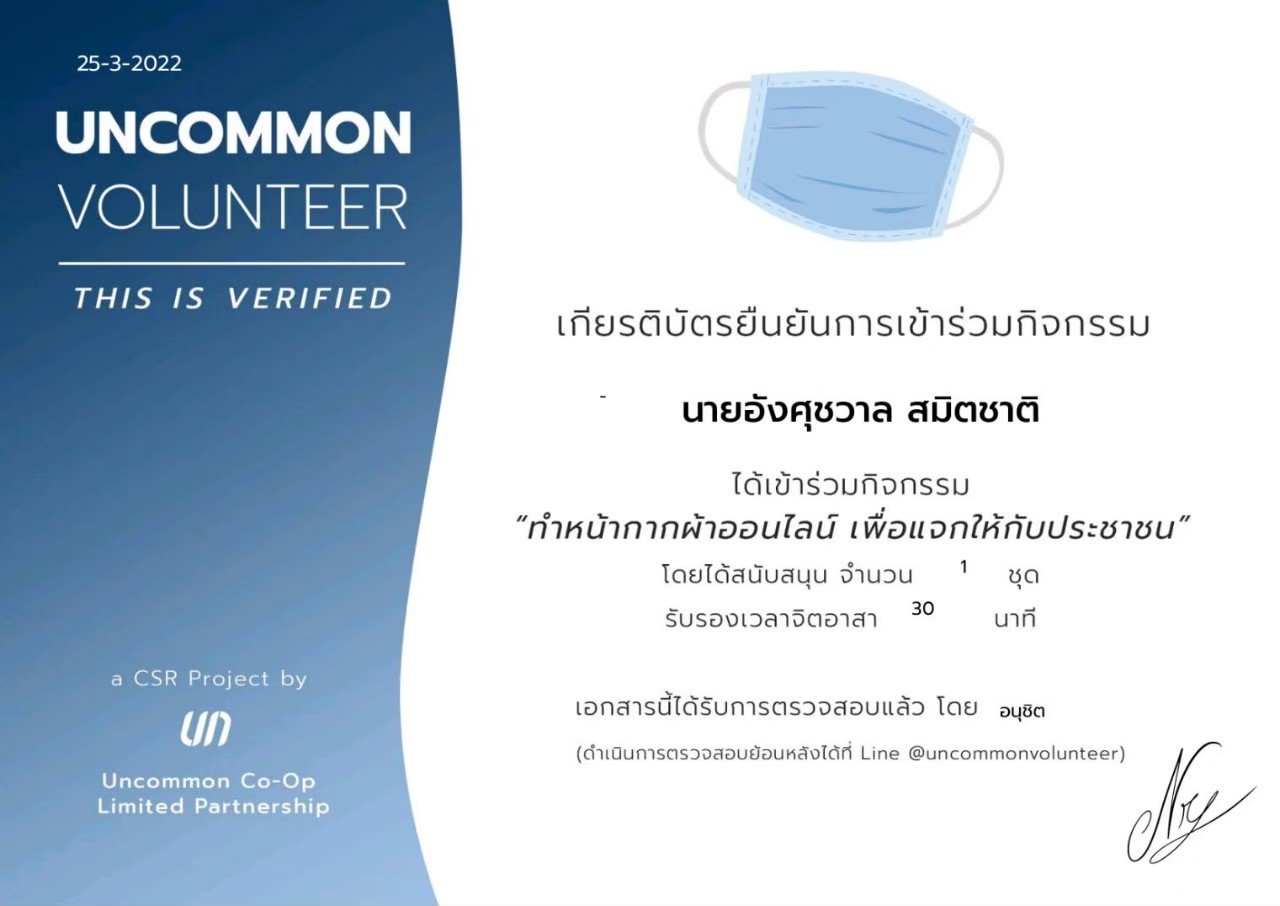 25-3-2022
UNCOMMON
VOLUNTEER
THIS IS VERIFIED
เกียรติบัตรยืนยันการเข้าร่วมกิจกรรม
-
นายอังศุชวาล สมิตชาติ
ได้เข้าร่วมกิจกรรม
“ทำหน้ากากผ้าออนไลน์ เพื่อแจกให้กับประชาชน”
โดยได้สนับสนุน จำนวน 1 ชุด
รับรองเวลาจิตอาสา 30 นาที
เอกสารนี้ได้รับการตรวจสอบแล้ว โดย อนุชิต
(ดำเนินการตรวจสอบย้อนหลังได้ที่ Line @uncommonvolunteer)
a CSR Project by
un
Uncommon Co-Op
Limited Partnership